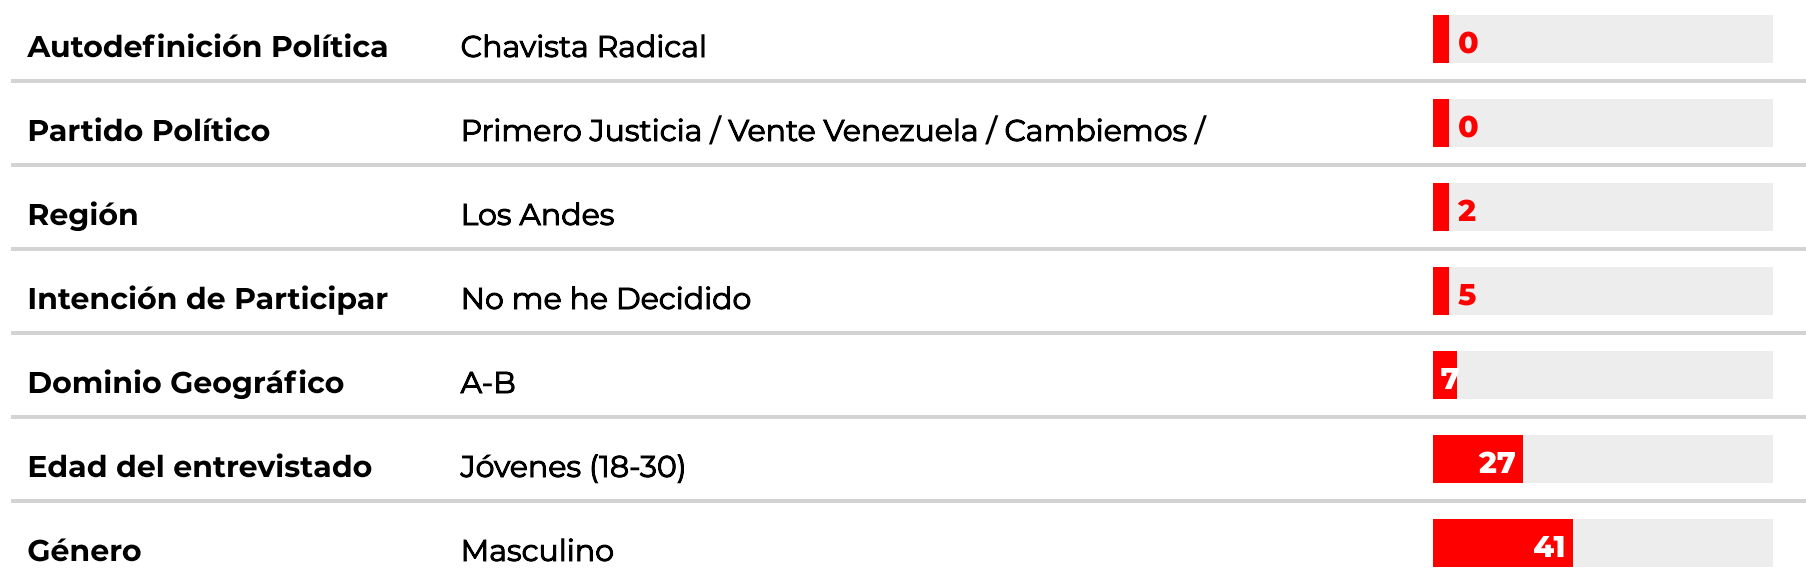 Autodefinición Política Chavista Radical 0
Partido Político Primero Justicia / Vente Venezuela / Cambiemos / 0
Región Los Andes 2
Intención de Participar No me he Decidido 5
Dominio Geográfico A-B 7
Edad del entrevistado Jóvenes (18-30) 27
Género Masculino 41